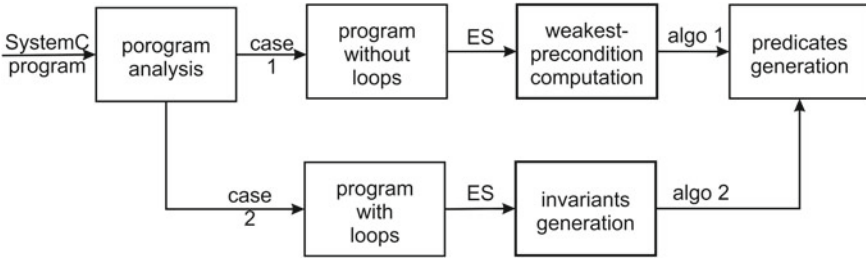 SystemC
program
porogram
analysis
case
1
program
without
loops
ES
weakest-
precondition
computation
algo 1
predicates
generation
case
2
program
with
loops
ES
invariants
generation
algo 2